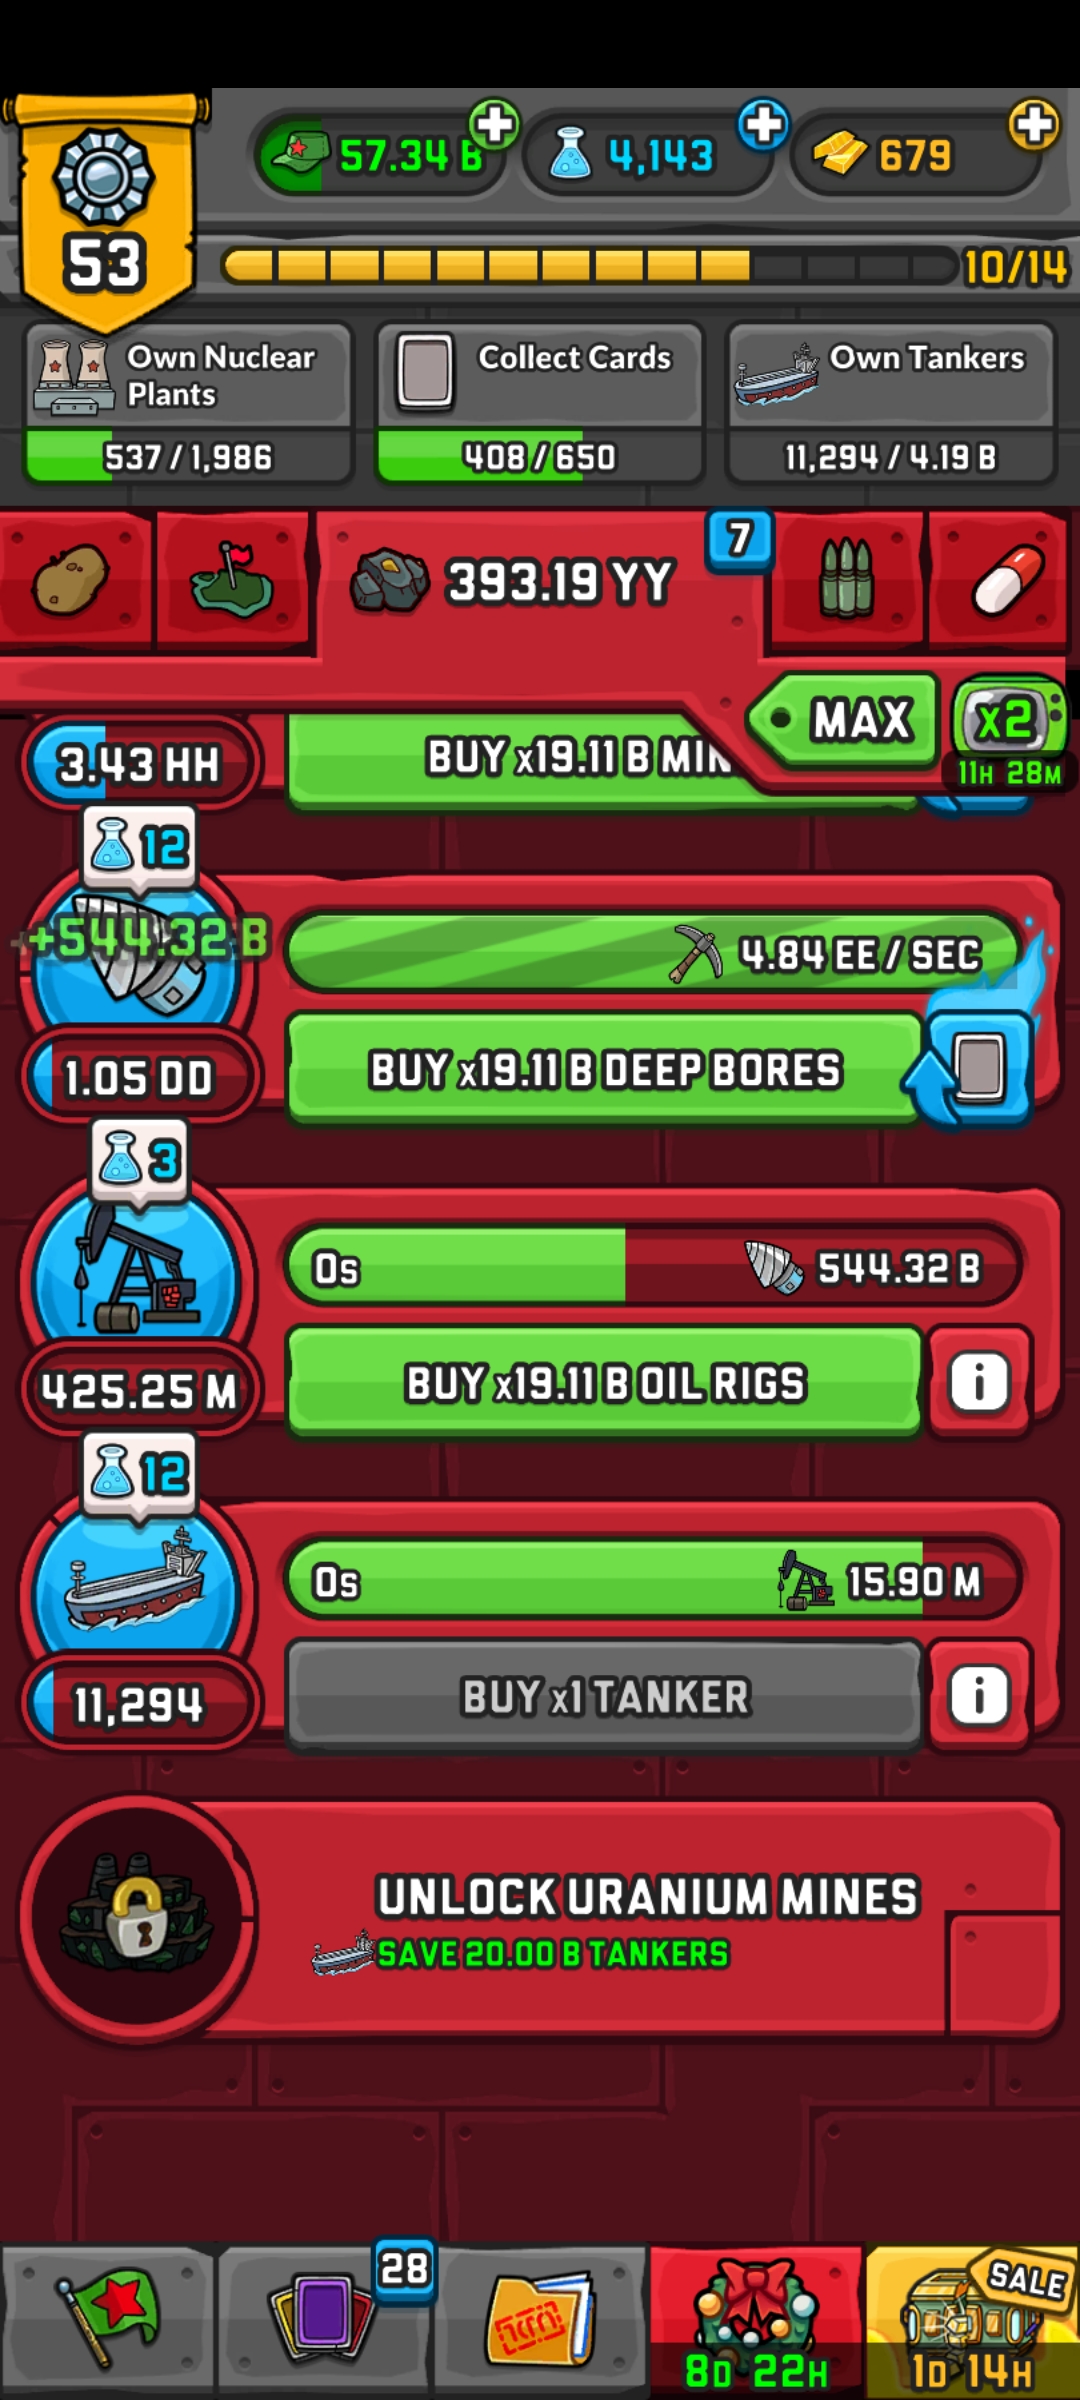 57.34 B
4,143
679
53
10/14
Own Nuclear
Plants
537 / 1,986
Collect Cards
408 / 650
Own Tankers
11,294 / 4.19 B
393.19 YY
7
MAX
x2
11H 28M
3.43 HH
BUY x19.11 B MIN
12
+544.32 B
4.84 EE / SEC
1.05 DD
BUY x19.11 B DEEP BORES
3
0s
544.32 B
425.25 M
BUY x19.11 B OIL RIGS
i
12
0s
15.90 M
11,294
BUY x1 TANKER
i
UNLOCK URANIUM MINES
SAVE 20.00 B TANKERS
28
SALE
8D 22H
1D 14H